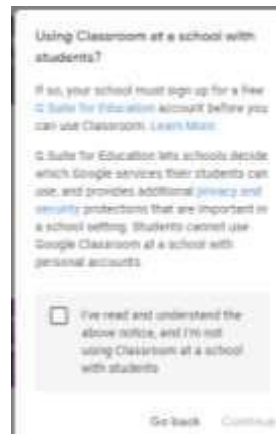 Using Classroom at a school with
students?
If so, your school must sign up for a free
G Suite for Education account before you
can use Classroom. Learn More
G Suite for Education lets schools decide
which Google services their students can
use, and provides additional privacy and
security protections that are important in
a school setting. Students cannot use
Google Classroom at a school with
personal accounts.
I've read and understand the
above notice, and I'm not
using Classroom at a school
with students
Go back Continue